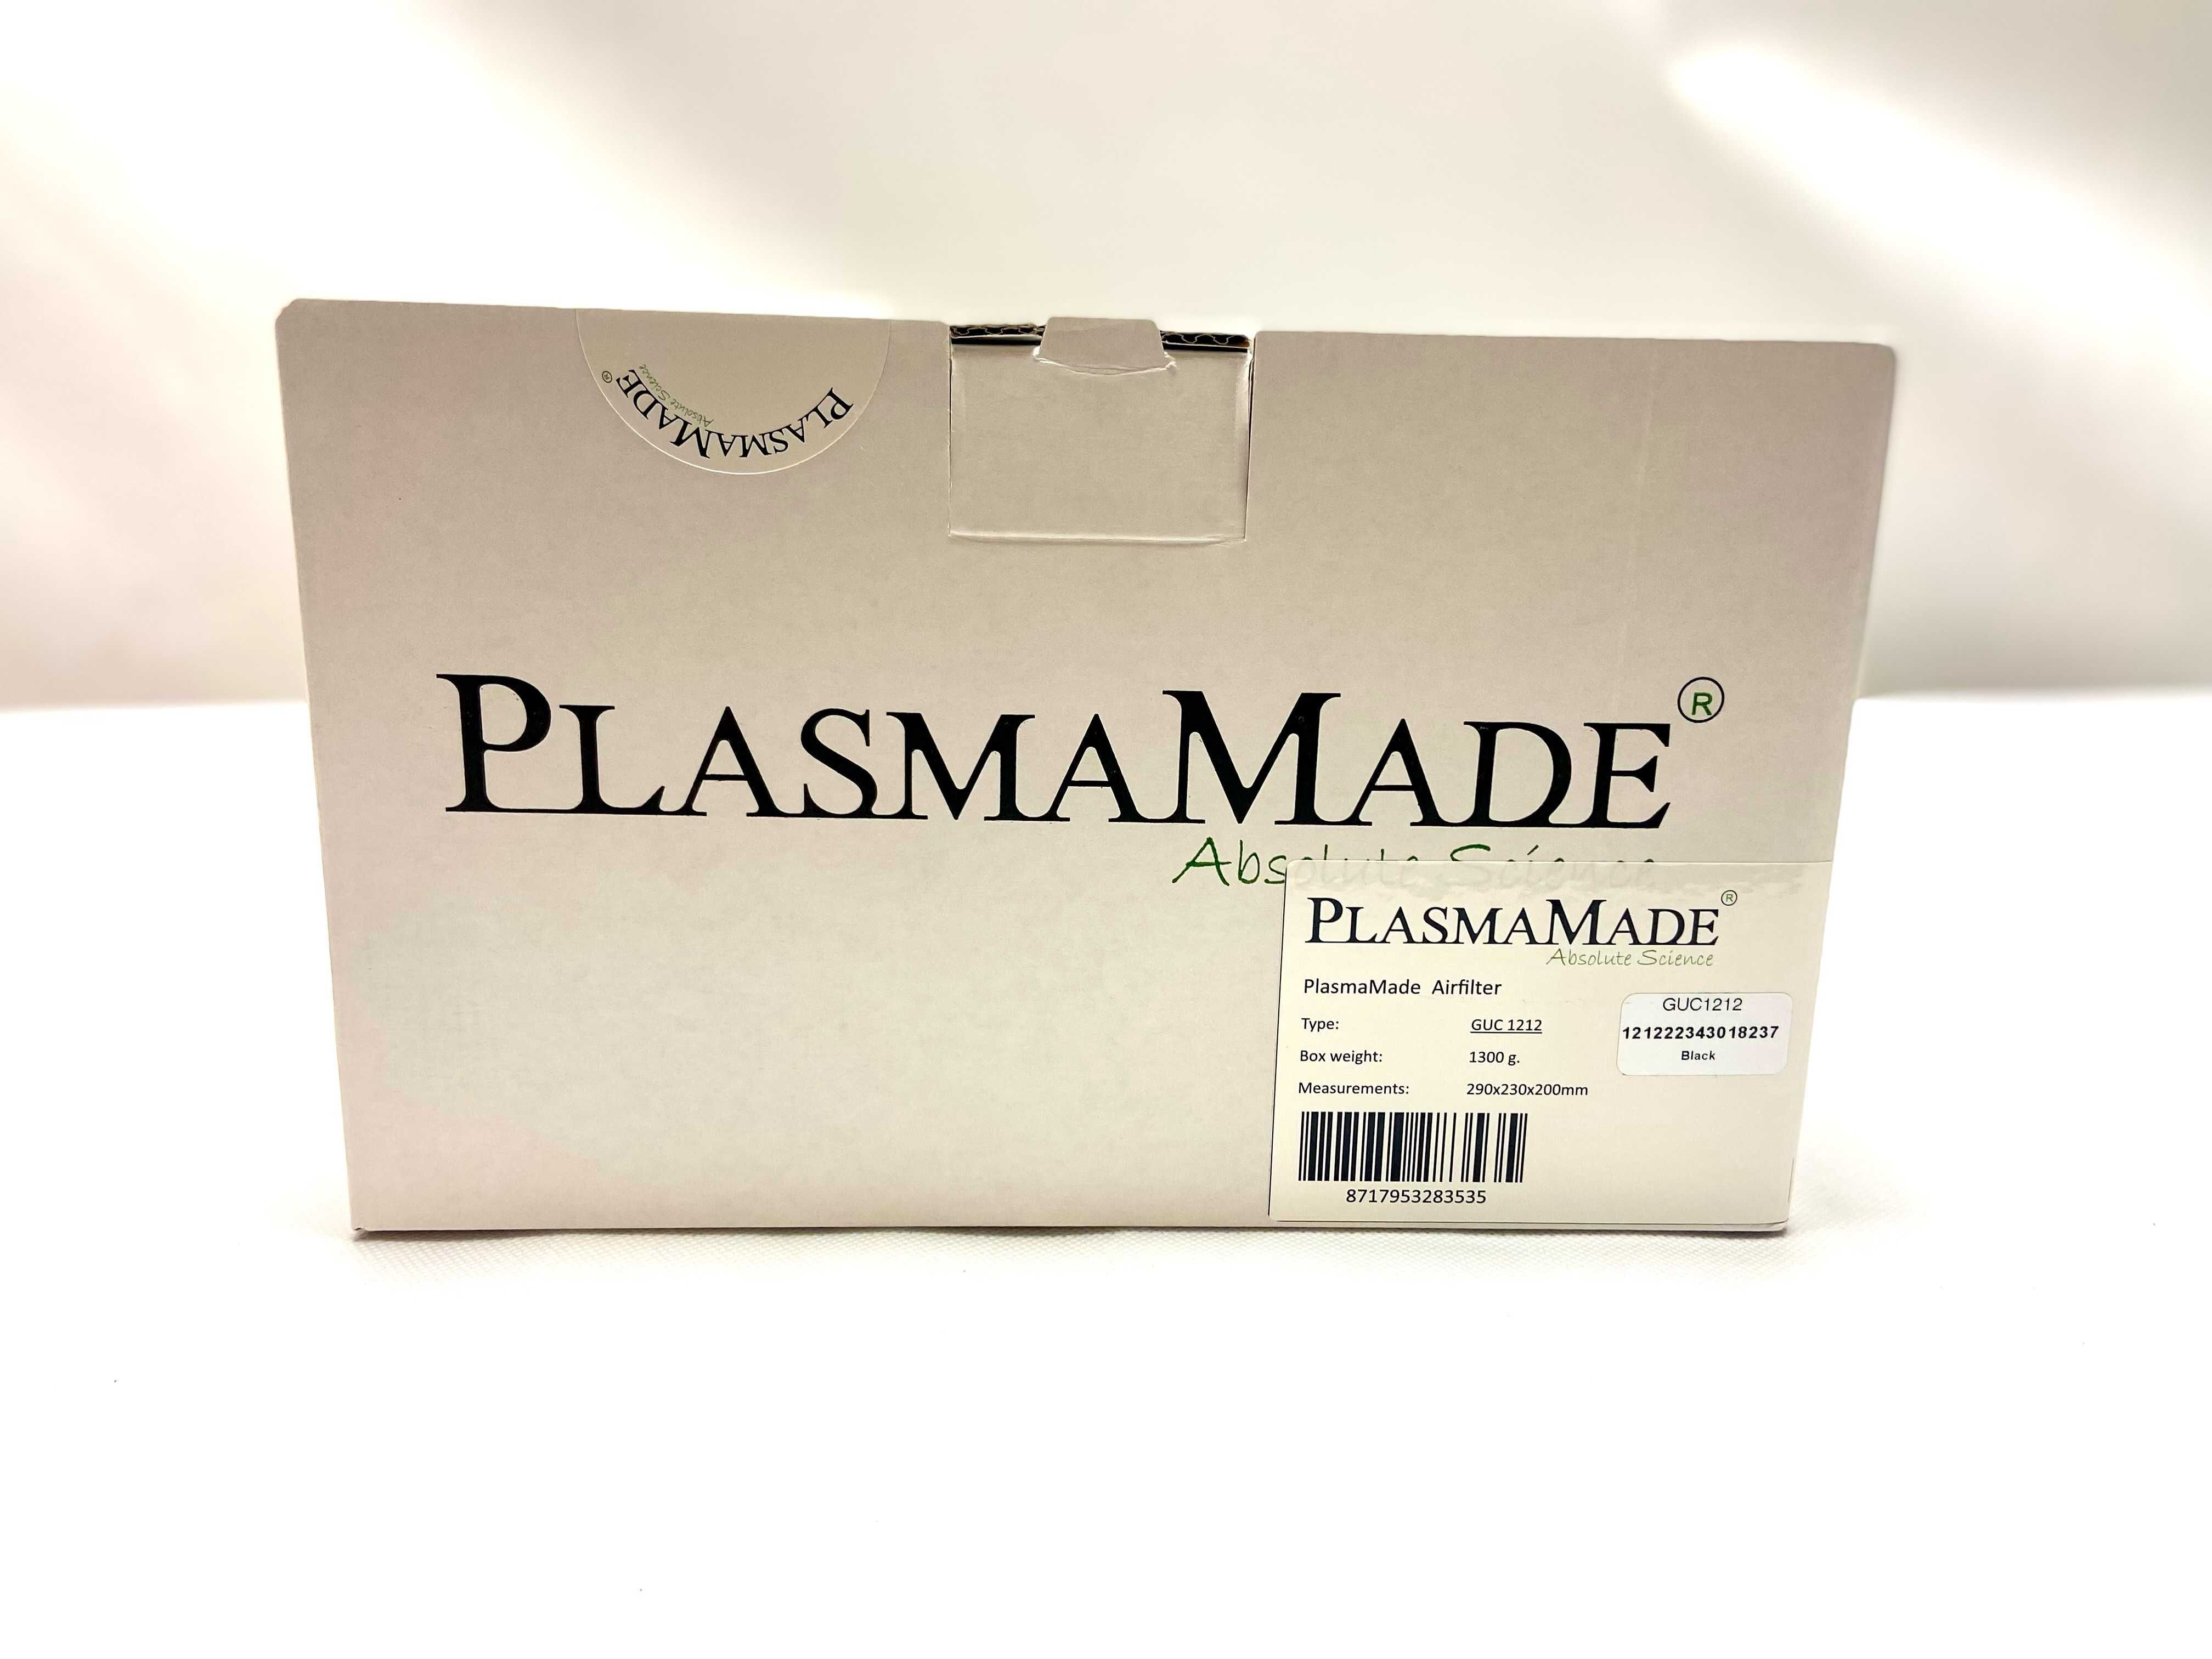 PLASMAMADE®
Absolute Science
PLASMAMADE®
Absolute Science
PLASMAMADE®
Absolute Science
PlasmaMade Airfilter
Type: GUC 1212
Box weight: 1300 g.
Measurements: 290x230x200mm
GUC1212
121222343018237
Black
8717953283535